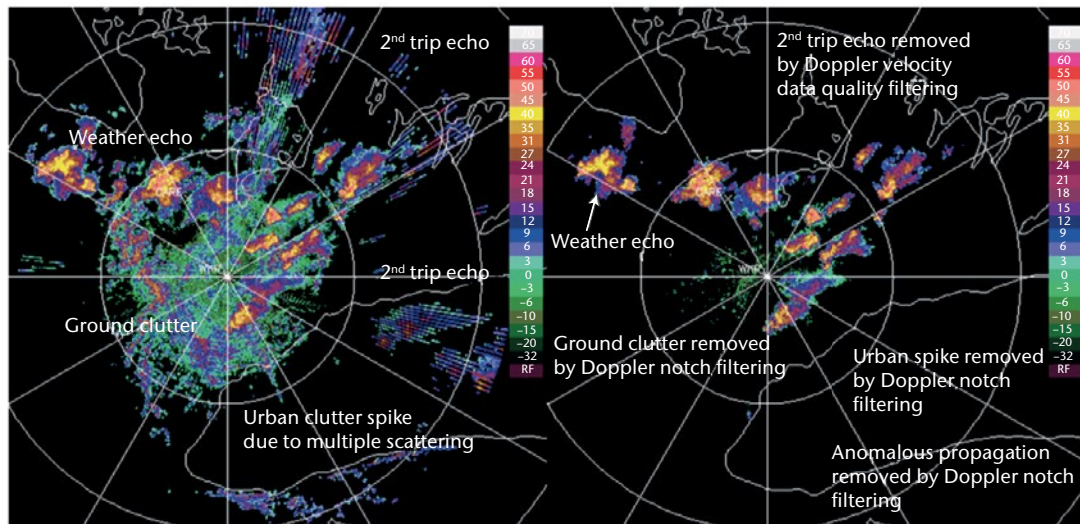 2nd trip echo
Weather echo
2nd trip echo
Ground clutter
Urban clutter spike
due to multiple scattering
65
60
55
50
45
40
35
31
27
24
21
18
15
12
9
6
3
0
−3
−6
−10
−15
−20
−32
RF
2nd trip echo removed
by Doppler velocity
data quality filtering
Weather echo
Ground clutter removed
by Doppler notch filtering
Urban spike removed
by Doppler notch
filtering
Anomalous propagation
removed by Doppler notch
filtering
65
60
55
50
45
40
35
31
27
24
21
18
15
12
9
6
3
0
−3
−6
−10
−15
−20
−32
RF